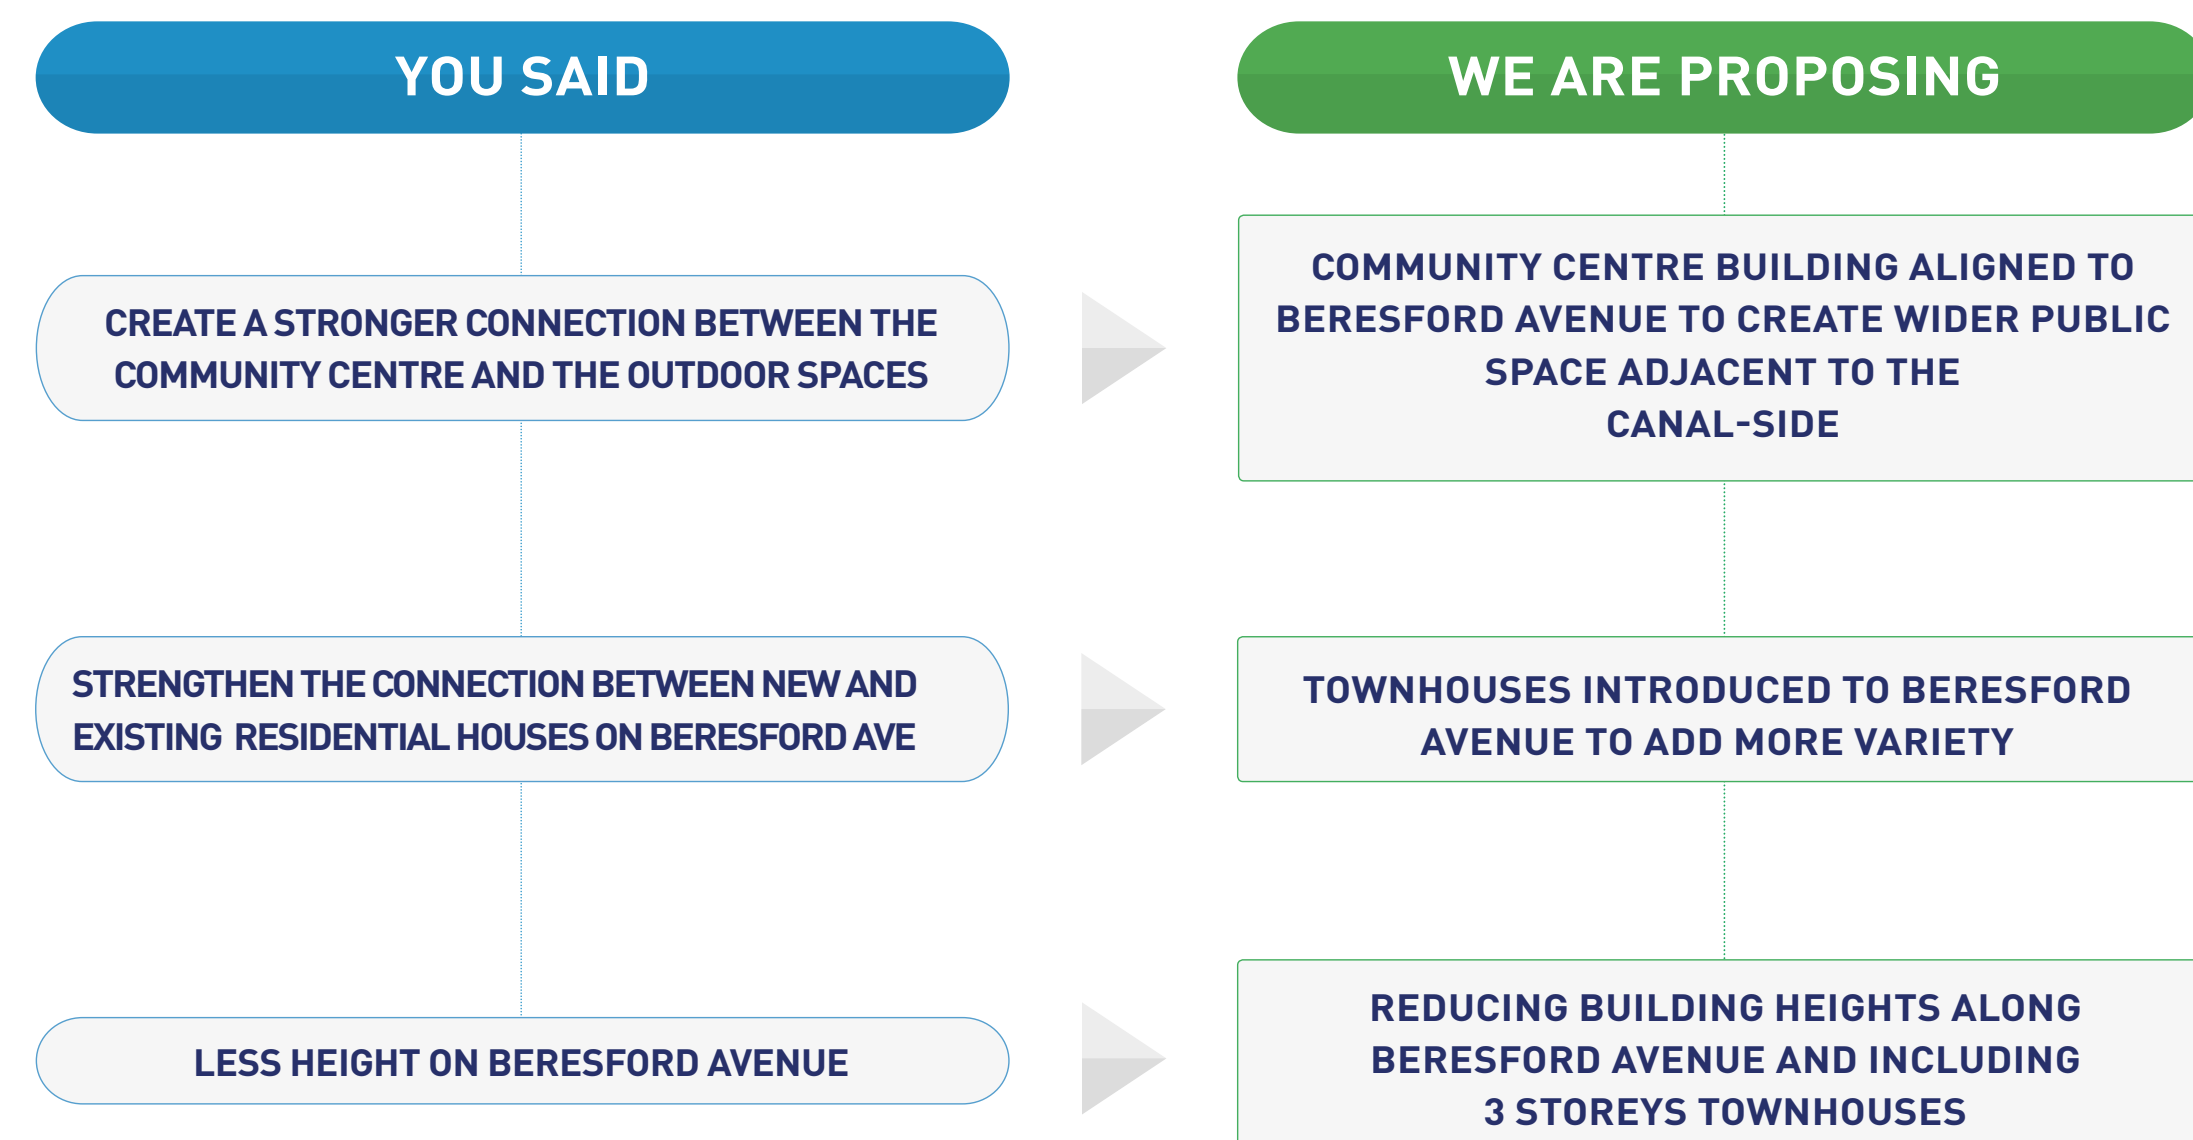 YOU SAID
WE ARE PROPOSING
CREATE A STRONGER CONNECTION BETWEEN THE
COMMUNITY CENTRE AND THE OUTDOOR SPACES
COMMUNITY CENTRE BUILDING ALIGNED TO
BERESFORD AVENUE TO CREATE WIDER PUBLIC
SPACE ADJACENT TO THE
CANAL-SIDE
STRENGTHEN THE CONNECTION BETWEEN NEW AND
EXISTING RESIDENTIAL HOUSES ON BERESFORD AVE
TOWNHOUSES INTRODUCED TO BERESFORD
AVENUE TO ADD MORE VARIETY
LESS HEIGHT ON BERESFORD AVENUE
REDUCING BUILDING HEIGHTS ALONG
BERESFORD AVENUE AND INCLUDING
3 STOREYS TOWNHOUSES